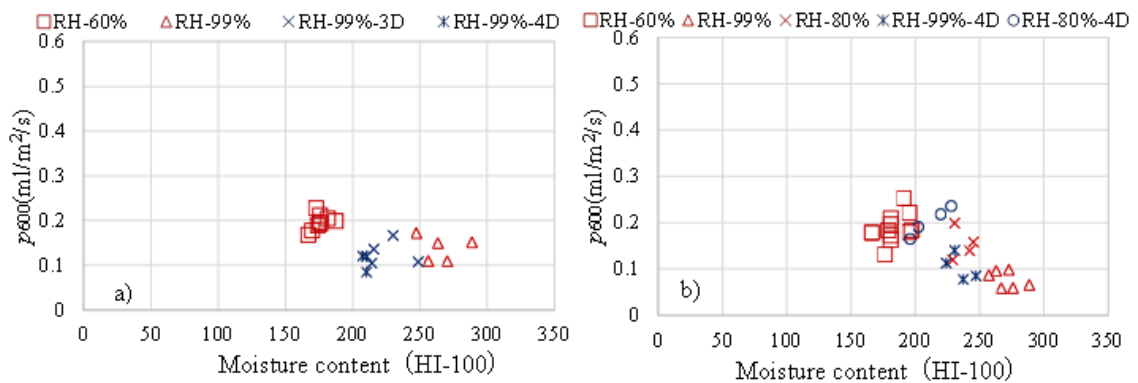 RH-60% RH-99% RH-99%-3D RH-99%-4D
0.6
0.5
0.4
0.3
0.2
0.1
0
p600(ml/m²/s)
a)
0 50 100 150 200 250 300 350
Moisture content (HI-100)
RH-60% RH-99% RH-80% RH-99%-4D RH-80%-4D
0.6
0.5
0.4
0.3
0.2
0.1
0
p600(ml/m²/s)
b)
0 50 100 150 200 250 300 350
Moisture content (HI-100)